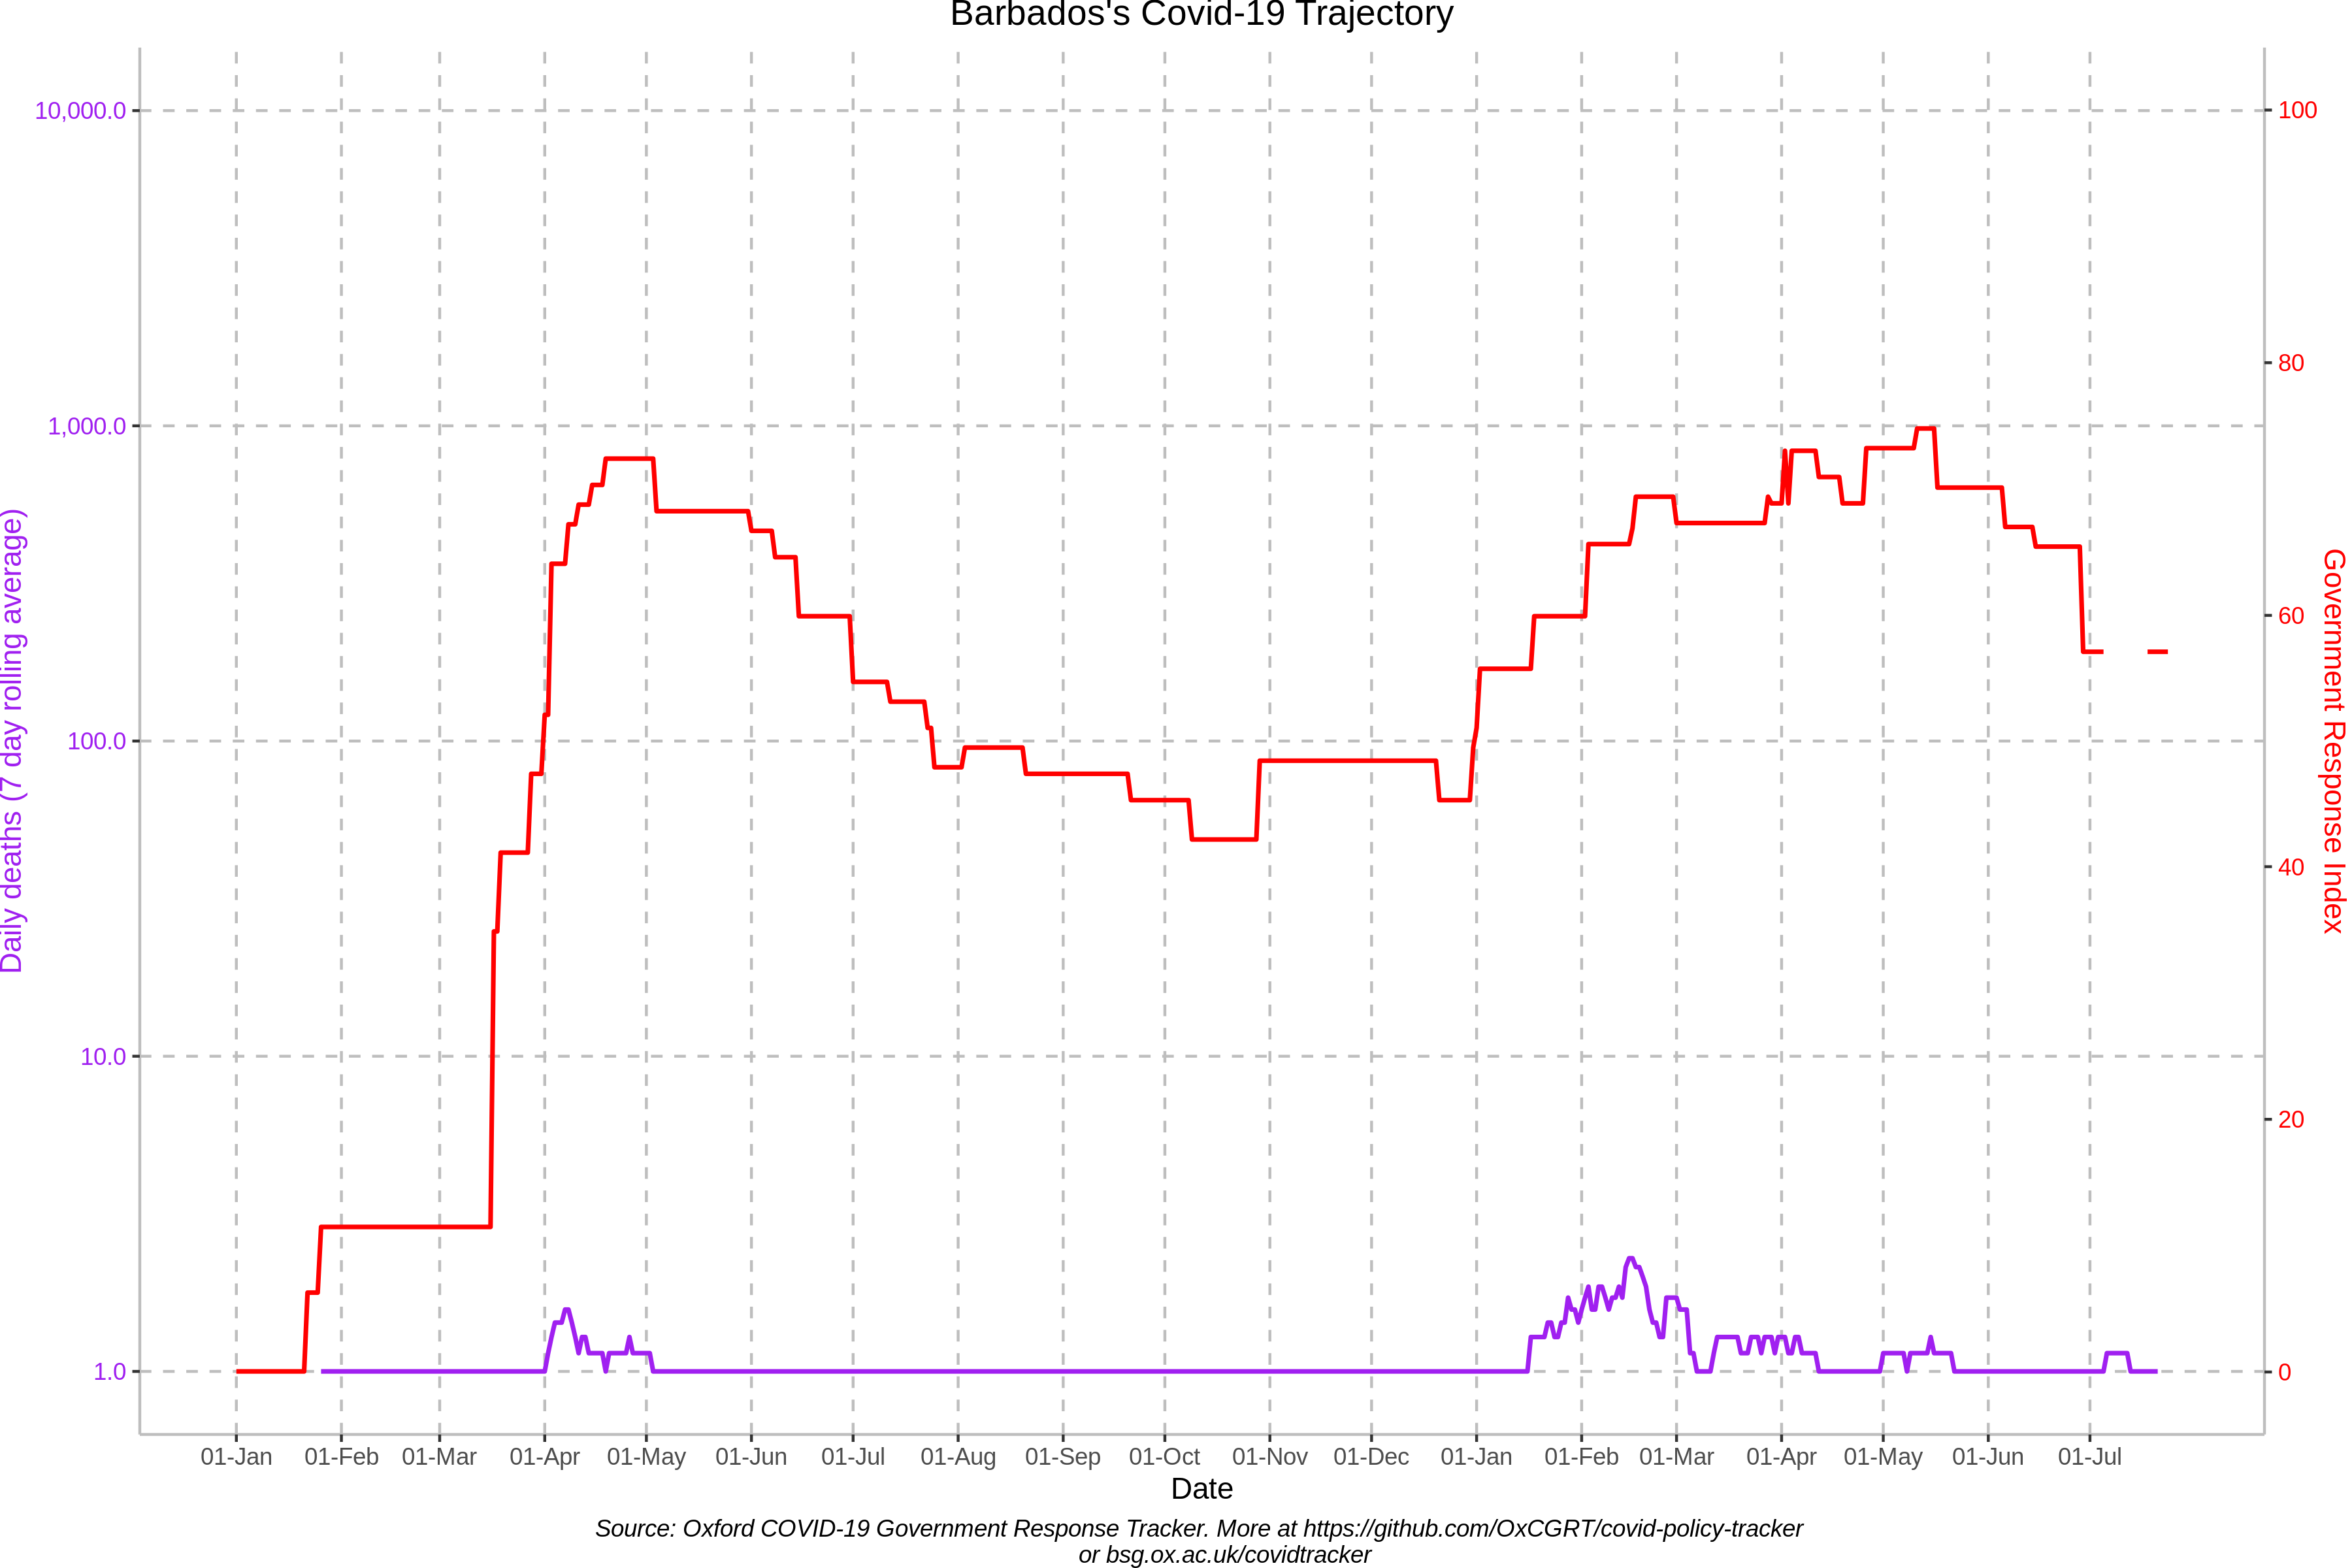 Barbados's Covid-19 Trajectory
10,000.0
1,000.0
100.0
10.0
1.0
Daily deaths (7 day rolling average)
100
80
60
40
20
0
Government Response Index
01-Jan 01-Feb 01-Mar 01-Apr 01-May 01-Jun 01-Jul 01-Aug 01-Sep 01-Oct 01-Nov 01-Dec 01-Jan 01-Feb 01-Mar 01-Apr 01-May 01-Jun 01-Jul
Date
Source: Oxford COVID-19 Government Response Tracker. More at https://github.com/OxCGRT/covid-policy-tracker
or bsg.ox.ac.uk/covidtracker